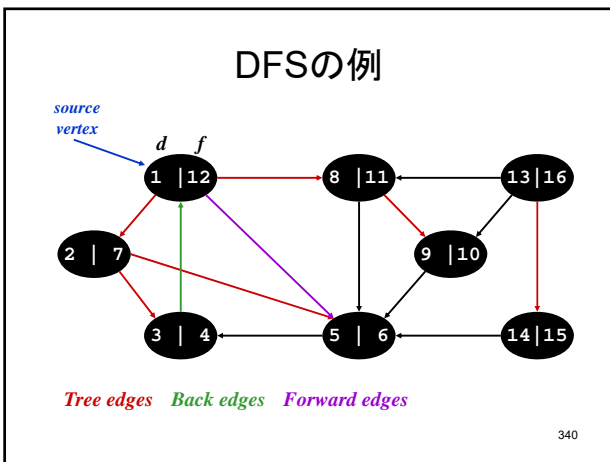 DFSの例
source
vertex
d f
1 |12
8 |11
13|16
2 | 7
9 |10
3 | 4
5 | 6
14|15
Tree edges Back edges Forward edges
340